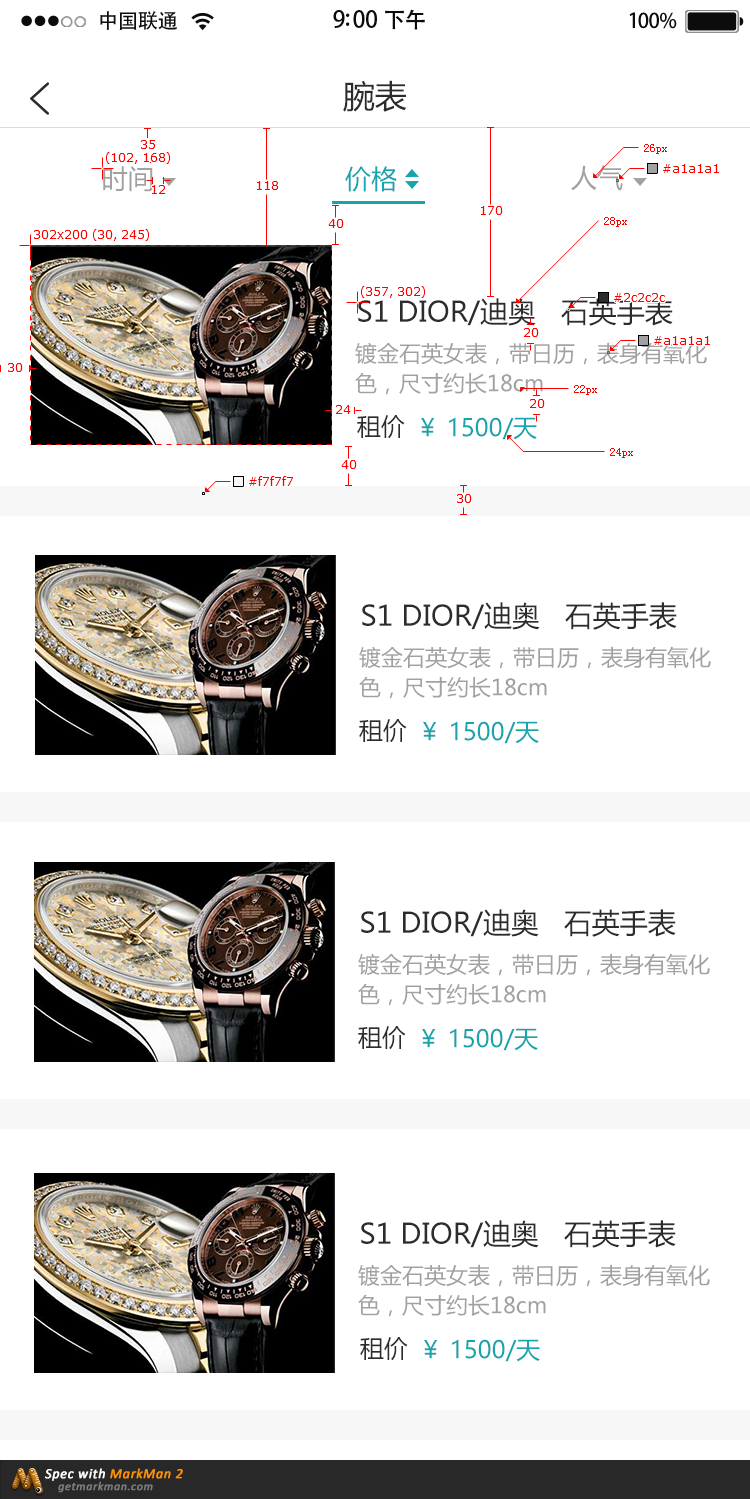 中国联通 9:00 下午 100%
腕表
35
(102, 168)
时间
12
118
价格
40
170
人气
26px
#a1a1a1
28px
302x200 (30, 245)
(357, 302)
#2c2c2c
S1 DIOR/迪奥 石英手表
20
#a1a1a1
镀金石英女表，带日历，表身有氧化
色，尺寸约长18cm
30
22px
24
20
租价 ¥ 1500/天
24px
40
#f7f7f7
30
ROLEX
S1 DIOR/迪奥 石英手表
镀金石英女表，带日历，表身有氧化
色，尺寸约长18cm
租价 ¥ 1500/天
S1 DIOR/迪奥 石英手表
镀金石英女表，带日历，表身有氧化
色，尺寸约长18cm
租价 ¥ 1500/天
S1 DIOR/迪奥 石英手表
镀金石英女表，带日历，表身有氧化
色，尺寸约长18cm
租价 ¥ 1500/天
Spec with MarkMan 2
getmarkman.com